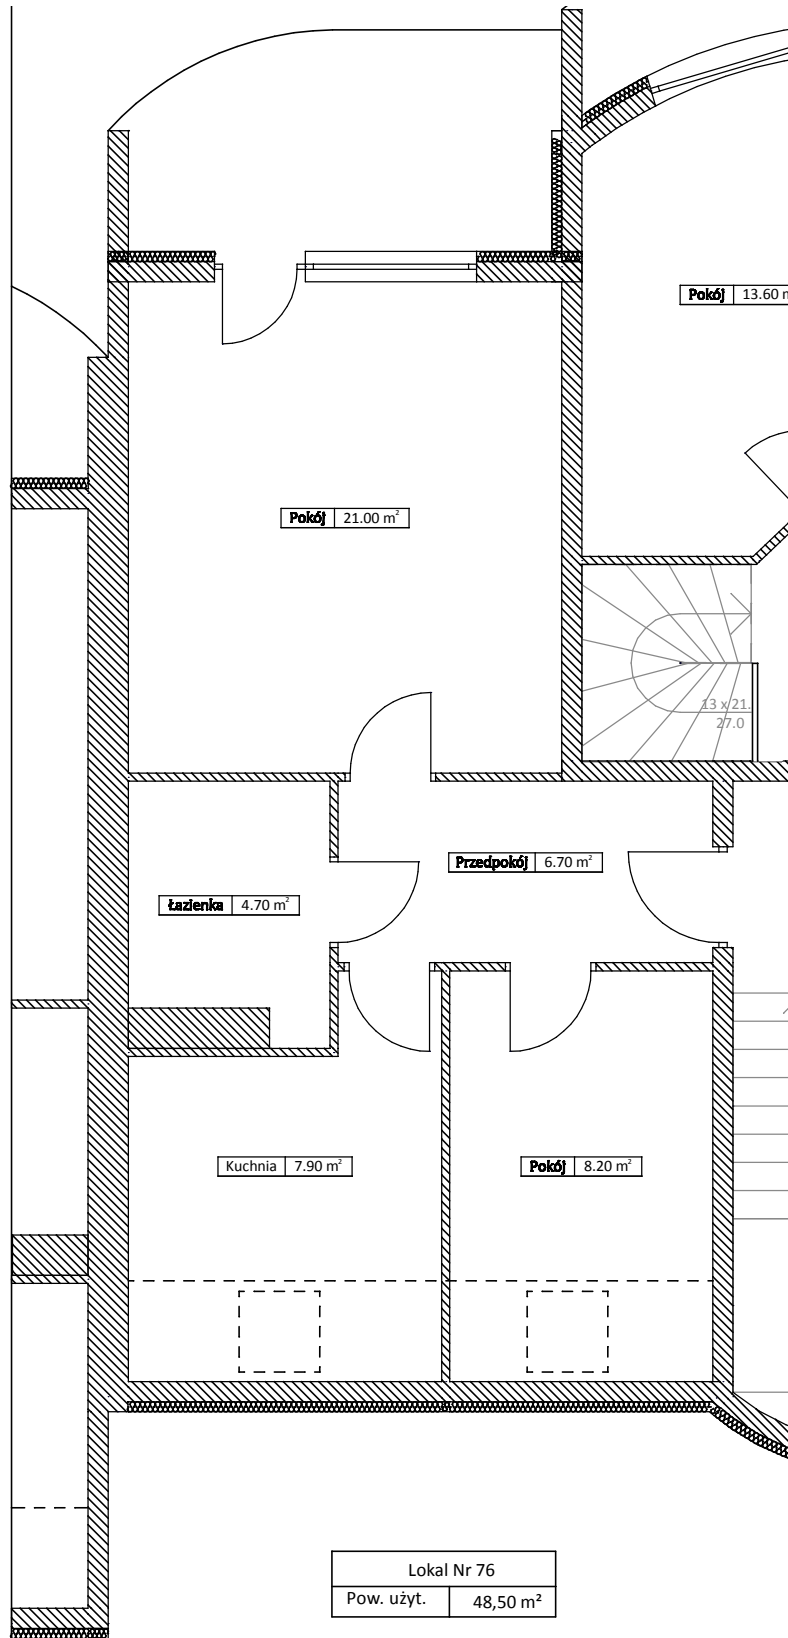 Pokój 13.60 m
Pokój 21.00 m²
13 x 21.
27.0
Przedpokój 6.70 m²
Łazienka 4.70 m²
Kuchnia 7.90 m²
Pokój 8.20 m²
Lokal Nr 76
Pow. użyt. 48,50 m²